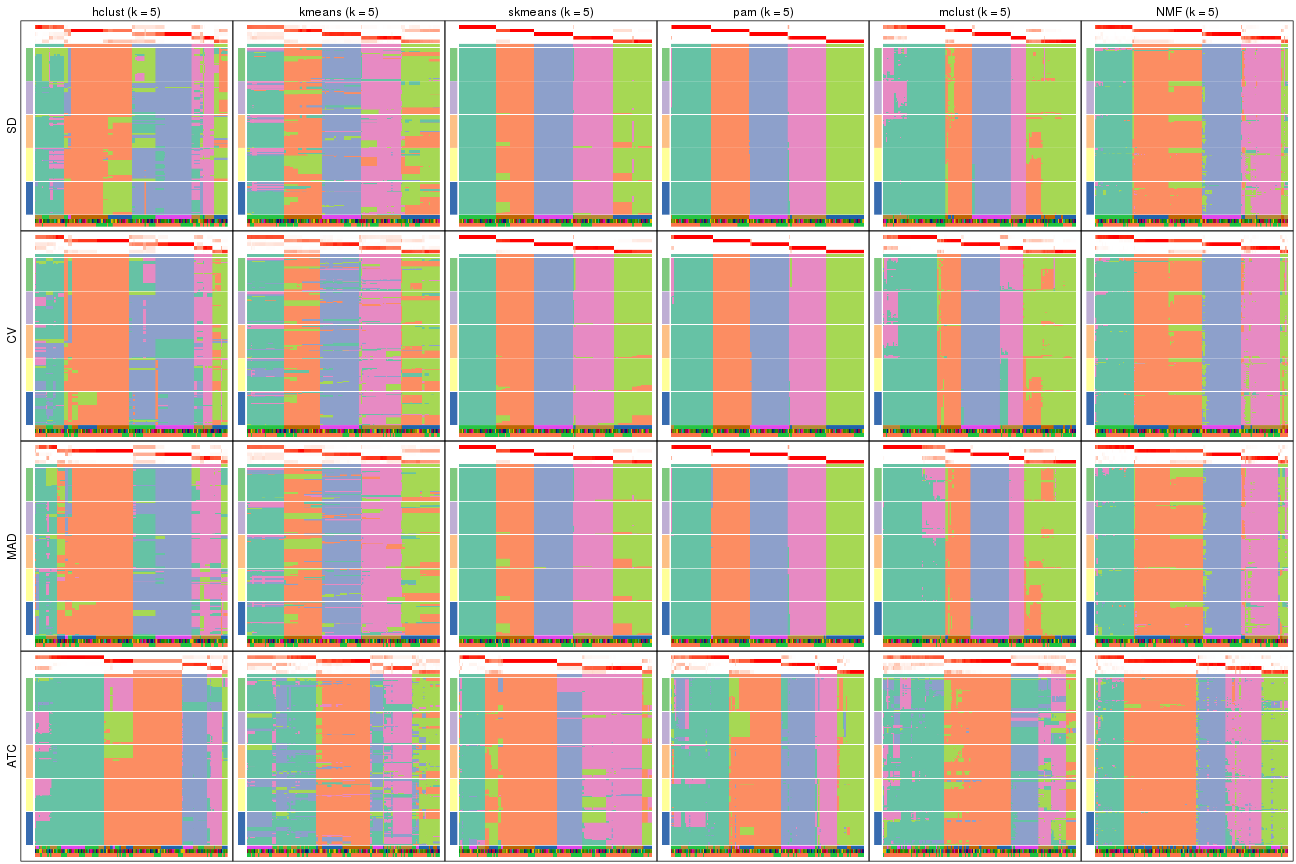 hclust (k = 5) kmeans (k = 5) skmeans (k = 5) pam (k = 5) mclust (k = 5) NMF (k = 5)
SD
CV
MAD
ATC